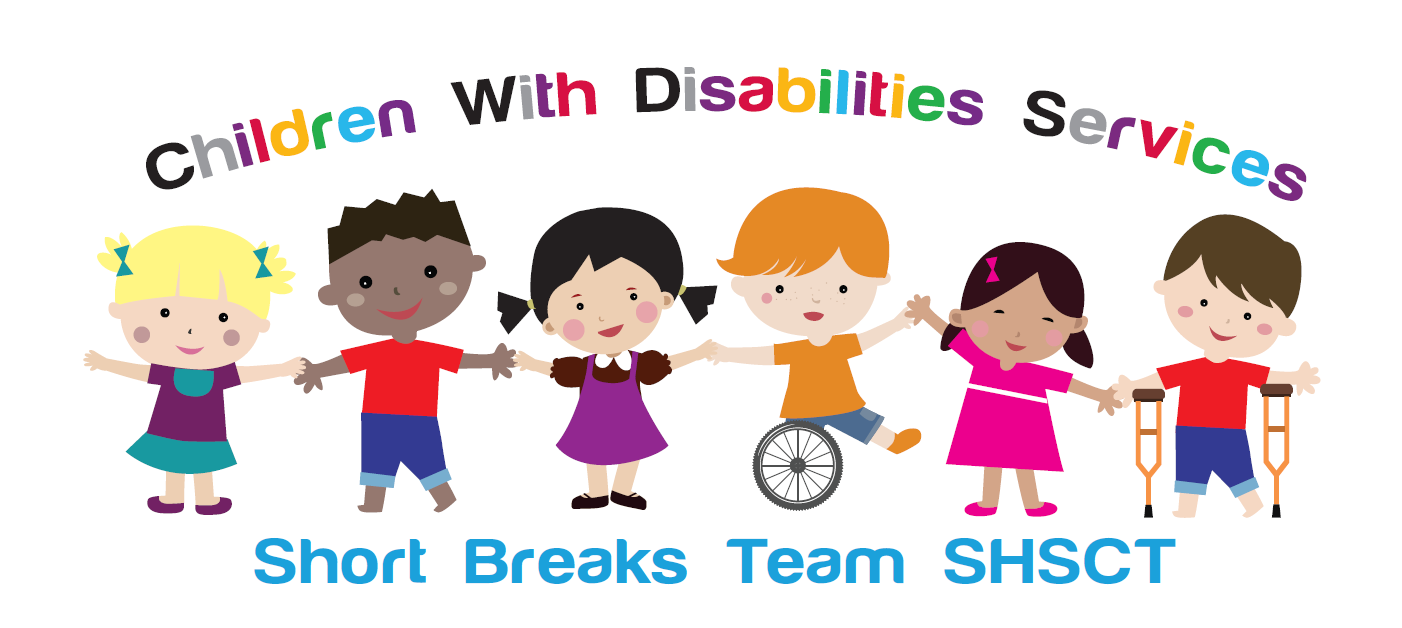 Children With Disabilities Services
Short Breaks Team SHSCT